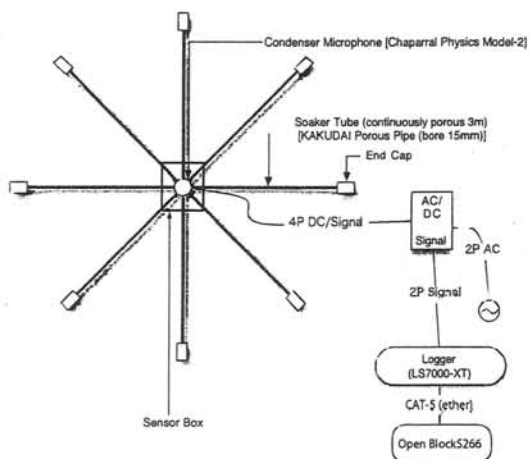 Condenser Microphone [Chaparral Physics Model-2]
Soaker Tube (continuously porous 3m)
[KAKUDAI Porous Pipe (bore 15mm)]
End Cap
4P DC/Signal
AC/
DC
Signal
2P AC
2P Signal
Logger
(LS7000-XT)
CAT-5 (ether)
Open BlockS266
Sensor Box